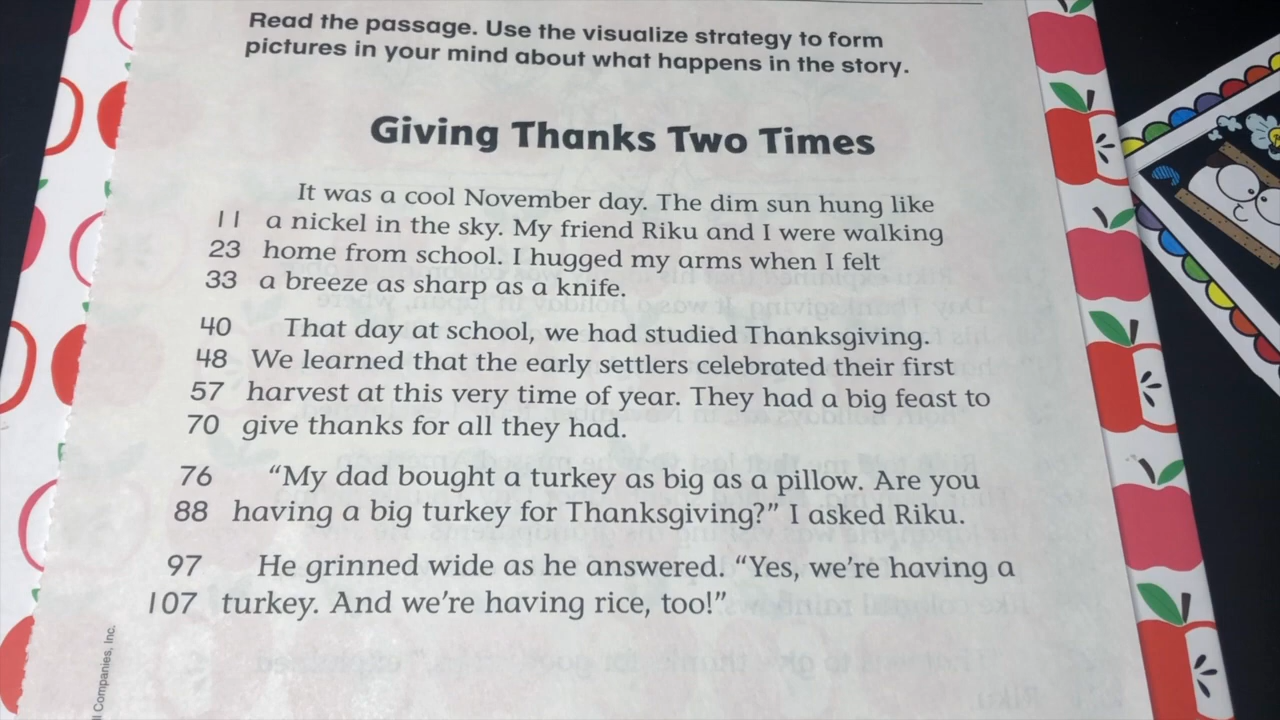 Read the passage. Use the visualize strategy to form
pictures in your mind about what happens in the story.
Giving Thanks Two Times
It was a cool November day. The dim sun hung like
11 a nickel in the sky. My friend Riku and I were walking
23 home from school. I hugged my arms when I felt
33 a breeze as sharp as a knife.
40 That day at school, we had studied Thanksgiving.
48 We learned that the early settlers celebrated their first
57 harvest at this very time of year. They had a big feast to
70 give thanks for all they had.
76 “My dad bought a turkey as big as a pillow. Are you
88 having a big turkey for Thanksgiving?” I asked Riku.
97 He grinned wide as he answered. “Yes, we’re having a
107 turkey. And we’re having rice, too!”
Companies, Inc.